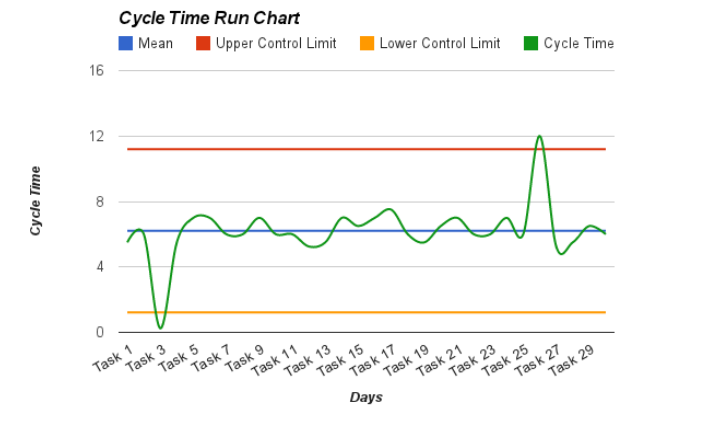 Cycle Time Run Chart
Mean Upper Control Limit Lower Control Limit Cycle Time
16
12
8
4
0
Cycle Time
Task 1 Task 3 Task 5 Task 7 Task 9 Task 11 Task 13 Task 15 Task 17 Task 19 Task 21 Task 23 Task 25 Task 27 Task 29
Days